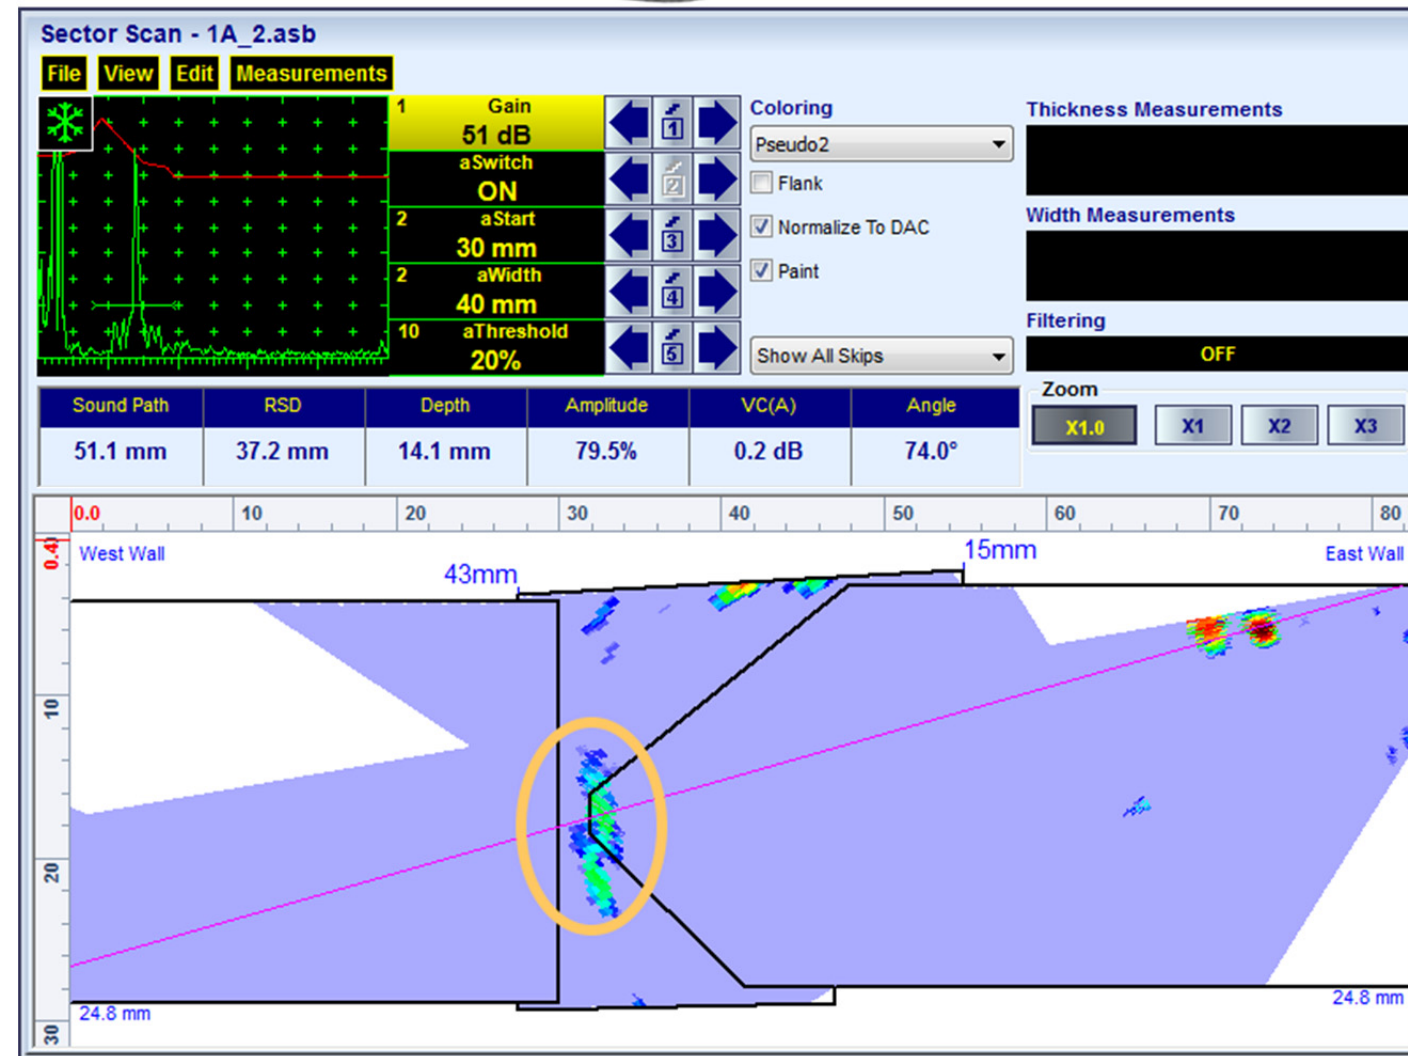 Sector Scan - 1A_2.asb
File View Edit Measurements
1 Gain
51 dB
aSwitch
ON
2 aStart
30 mm
2 aWidth
40 mm
10 aThreshold
20%
1
2
3
4
5
Coloring
Pseudo2
Flank
Normalize To DAC
Paint
Show All Skips
Thickness Measurements
Width Measurements
Filtering
OFF
Zoom
X1.0 X1 X2 X3
Sound Path RSD Depth Amplitude VC(A) Angle
51.1 mm 37.2 mm 14.1 mm 79.5% 0.2 dB 74.0°
0.0 10 20 30 40 50 60 70 80
0.4
10
20
30
West Wall
43mm
15mm
East Wall
24.8 mm
24.8 mm